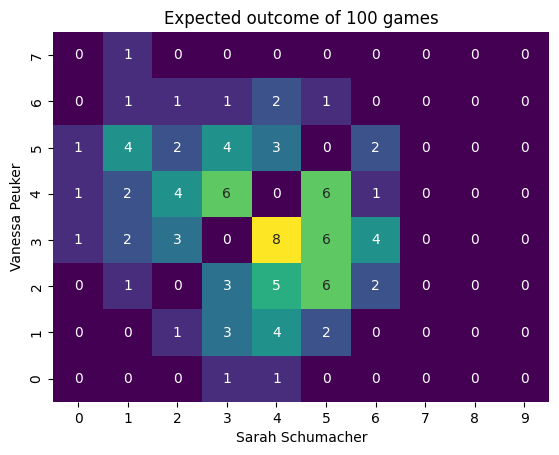 Expected outcome of 100 games
Vanessa Peuker
7 0 1 0 0 0 0 0 0 0 0
6 0 1 1 1 2 1 0 0 0 0
5 1 4 2 4 3 0 2 0 0 0
4 1 2 4 6 0 6 1 0 0 0
3 1 2 3 0 8 6 4 0 0 0
2 0 1 0 3 5 6 2 0 0 0
1 0 0 1 3 4 2 0 0 0 0
0 0 0 0 1 1 0 0 0 0 0
0 1 2 3 4 5 6 7 8 9
Sarah Schumacher